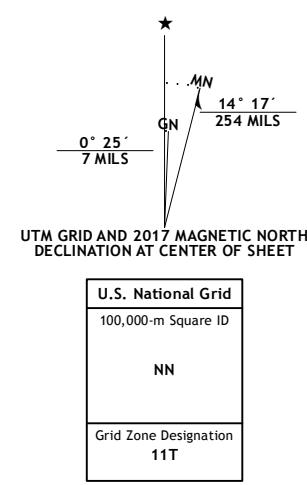 ★
MN
GN
14° 17´
254 MILS
0° 25´
7 MILS
UTM GRID AND 2017 MAGNETIC NORTH
DECLINATION AT CENTER OF SHEET
U.S. National Grid
100,000-m Square ID
NN
Grid Zone Designation
11T